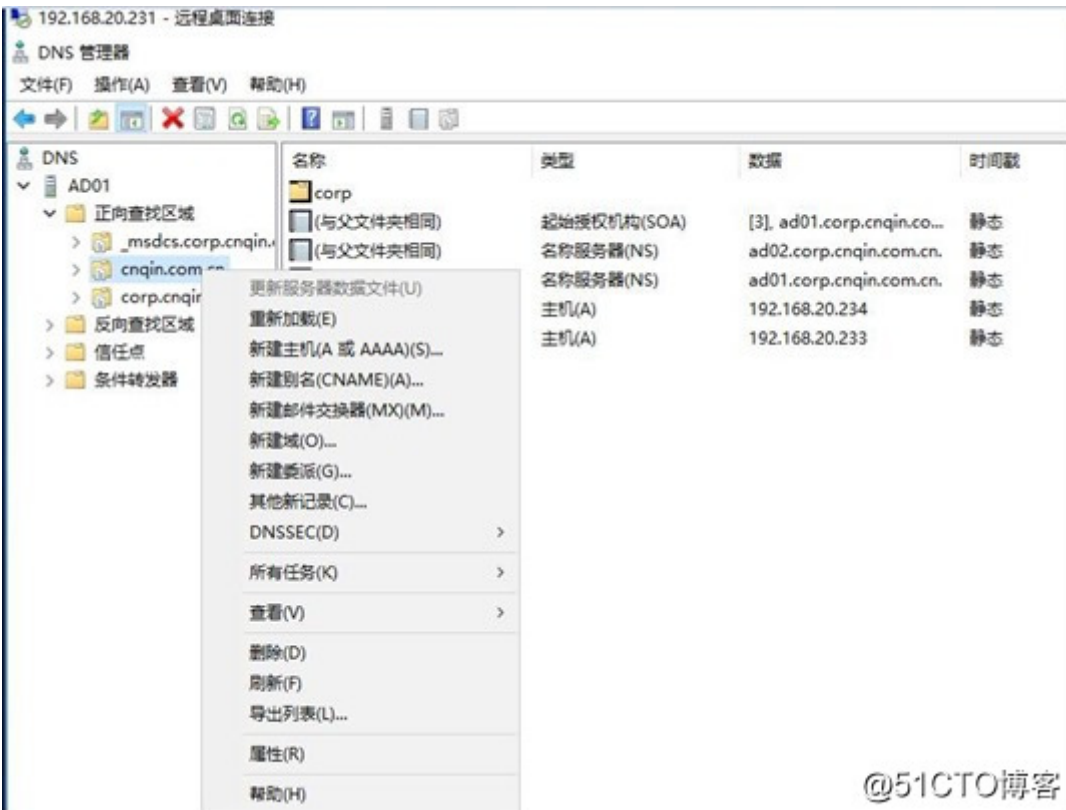 192.168.20.231 - 远程桌面连接
DNS 管理器
文件(F) 操作(A) 查看(V) 帮助(H)
DNS
AD01
正向查找区域
_msdcs.corp.cnqin.
cnqin.com.cn
corp.cnqin
反向查找区域
信任点
条件转发器
名称 类型 数据 时间戳
corp
(与父文件夹相同) 起始授权机构(SOA) [3], ad01.corp.cnqin.co... 静态
(与父文件夹相同) 名称服务器(NS) ad02.corp.cnqin.com.cn. 静态
名称服务器(NS) ad01.corp.cnqin.com.cn. 静态
主机(A) 192.168.20.234 静态
主机(A) 192.168.20.233 静态
更新服务器数据文件(U)
重新加载(E)
新建主机(A 或 AAAA)(S)...
新建别名(CNAME)(A)...
新建邮件交换器(MX)(M)...
新建域(O)...
新建委派(G)...
其他新记录(C)...
DNSSEC(D)
所有任务(K)
查看(V)
删除(D)
刷新(F)
导出列表(L)...
属性(R)
帮助(H)
@51CTO博客